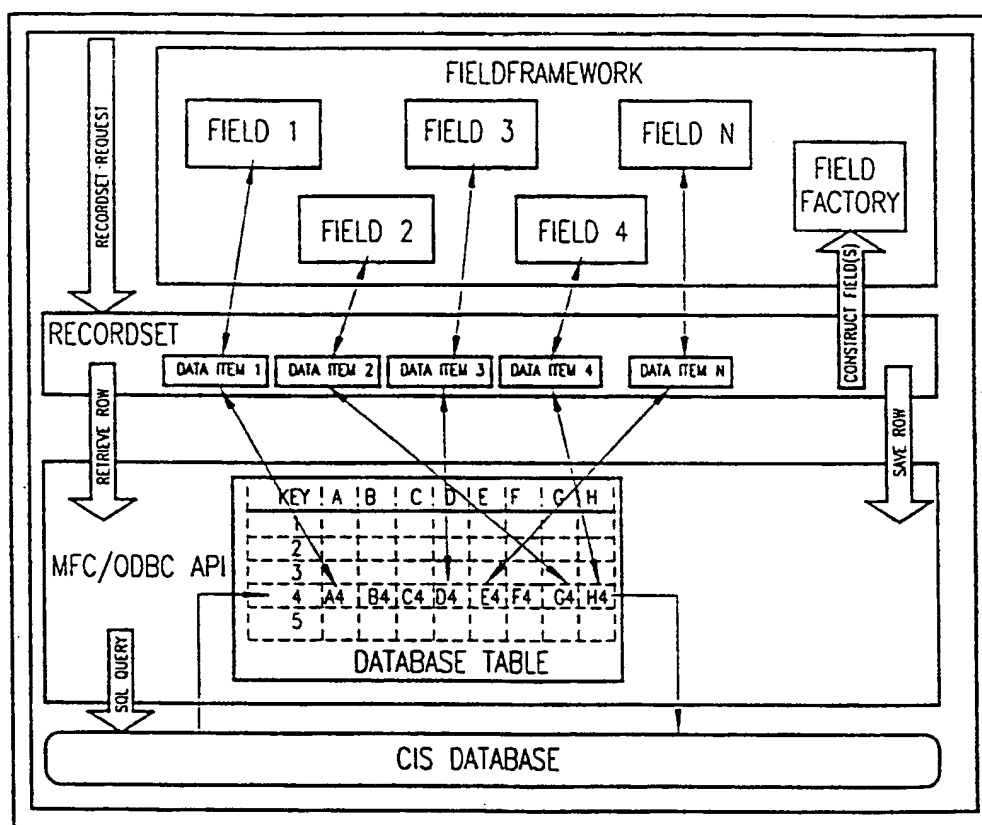 FIELDFRAMEWORK
FIELD 1
FIELD 3
FIELD N
FIELD 2
FIELD 4
FIELD
FACTORY
RECORDSET-REQUEST
CONSTRUCT FIELD(S)
RECORDSET
DATA ITEM 1
DATA ITEM 2
DATA ITEM 3
DATA ITEM 4
DATA ITEM N
RETRIEVE ROW
SAVE ROW
MFC/ODBC API
KEY A B C D E F G H
1
2
3
4 A4 B4 C4 D4 E4 F4 G4 H4
5
DATABASE TABLE
SQL QUERY
CIS DATABASE